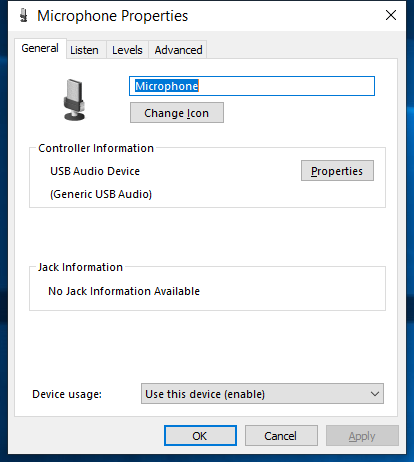 Microphone Properties
General Listen Levels Advanced
Microphone
Change Icon
Controller Information
USB Audio Device
Properties
(Generic USB Audio)
Jack Information
No Jack Information Available
Device usage:
Use this device (enable)
OK Cancel Apply